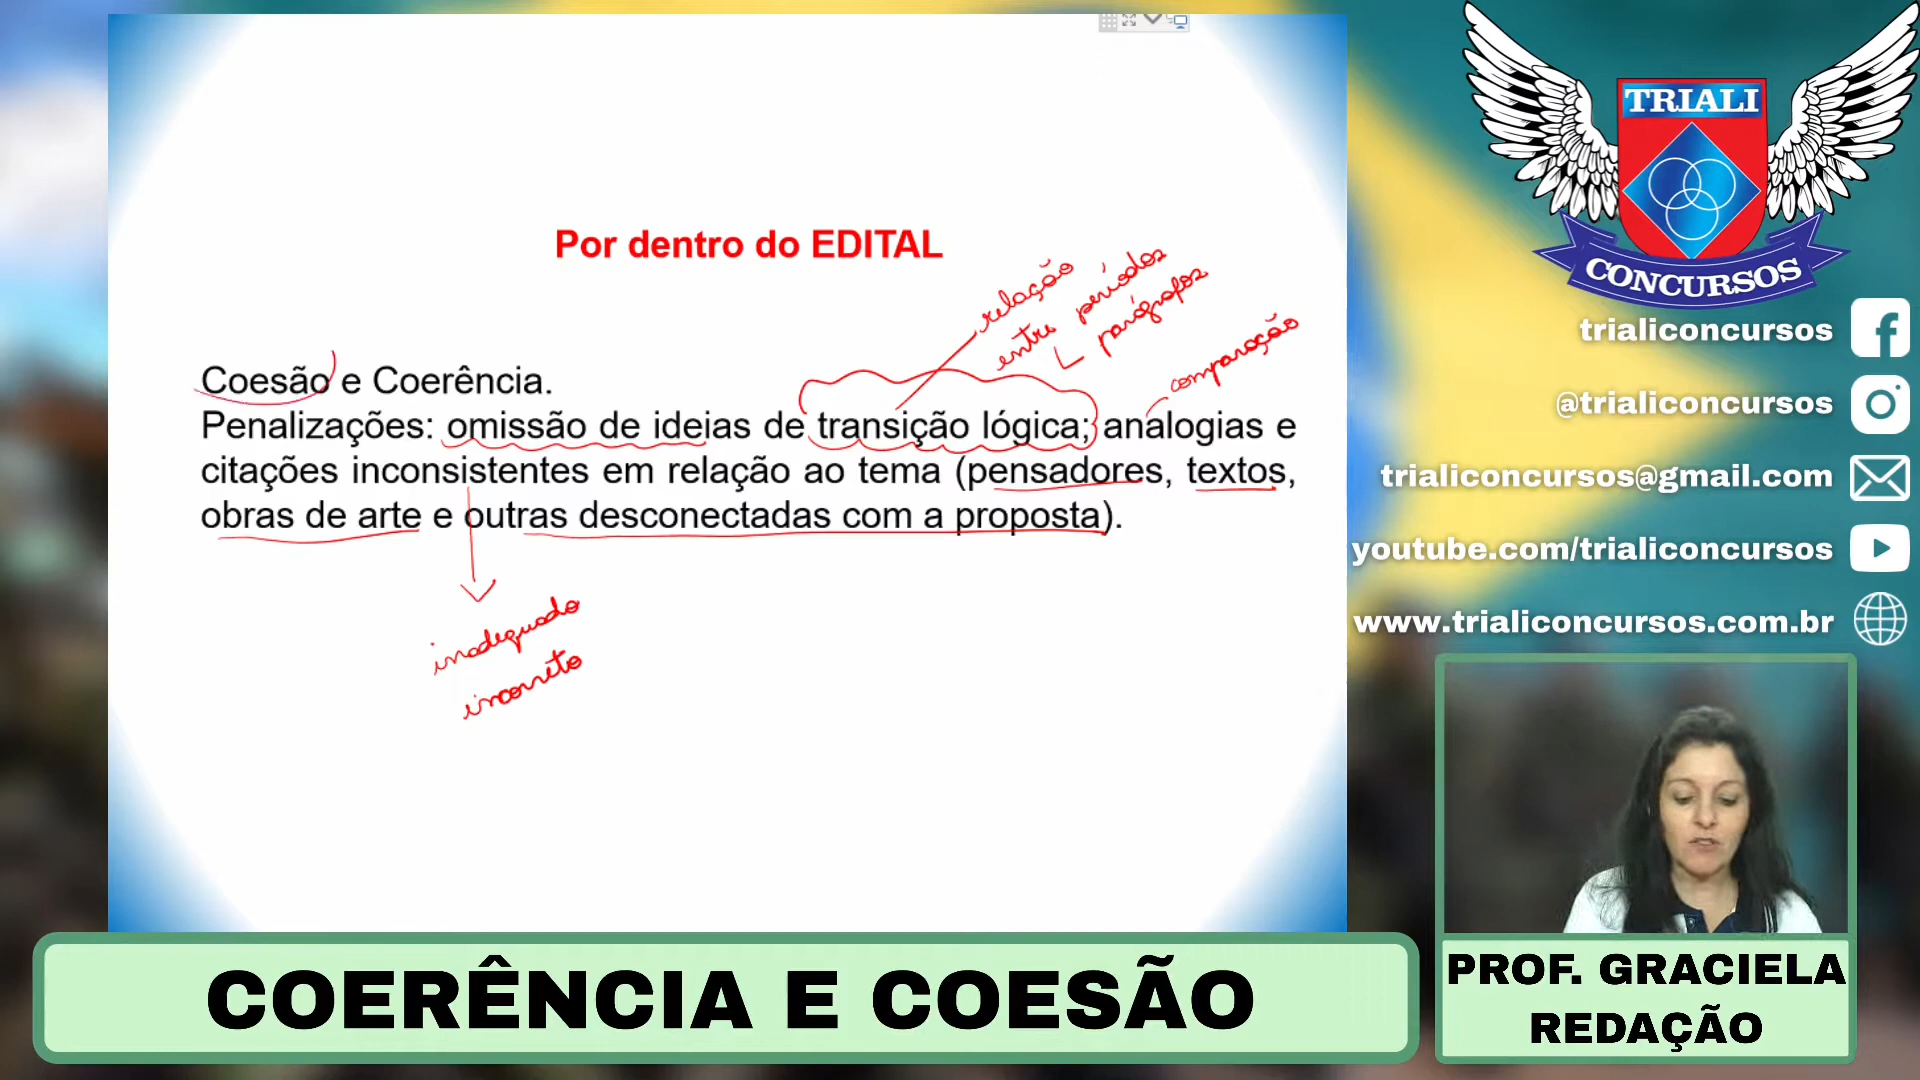 TRIALI
CONCURSOS
Por dentro do EDITAL
relação
entre períodos
parágrafos
comparação
Coesão e Coerência.
Penalizações: omissão de ideias de transição lógica; analogias e
citações inconsistentes em relação ao tema (pensadores, textos,
obras de arte e outras desconectadas com a proposta).
inadequado
incorreto
trialiconcursos
@trialiconcursos
trialiconcursos@gmail.com
youtube.com/trialiconcursos
www.trialiconcursos.com.br
COERÊNCIA E COESÃO
PROF. GRACIELA
REDAÇÃO